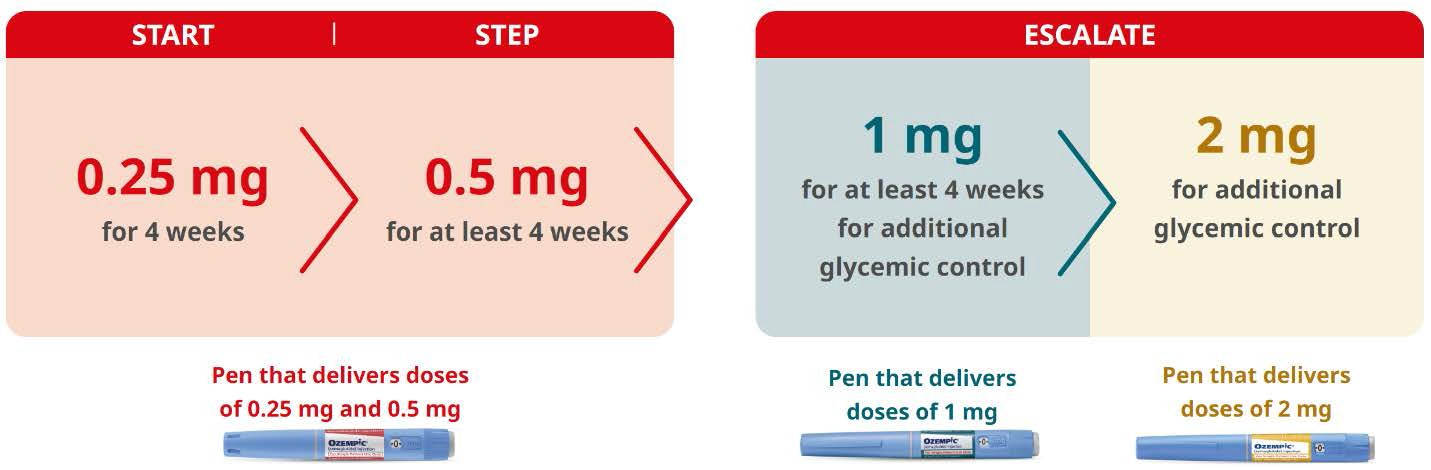 START | STEP
0.25 mg
for 4 weeks
0.5 mg
for at least 4 weeks
ESCALATE
1 mg
for at least 4 weeks
for additional
glycemic control
2 mg
for additional
glycemic control
Pen that delivers doses
of 0.25 mg and 0.5 mg
OZEMPIC
Pen that delivers
doses of 1 mg
OZEMPIC
Pen that delivers
doses of 2 mg
OZEMPIC